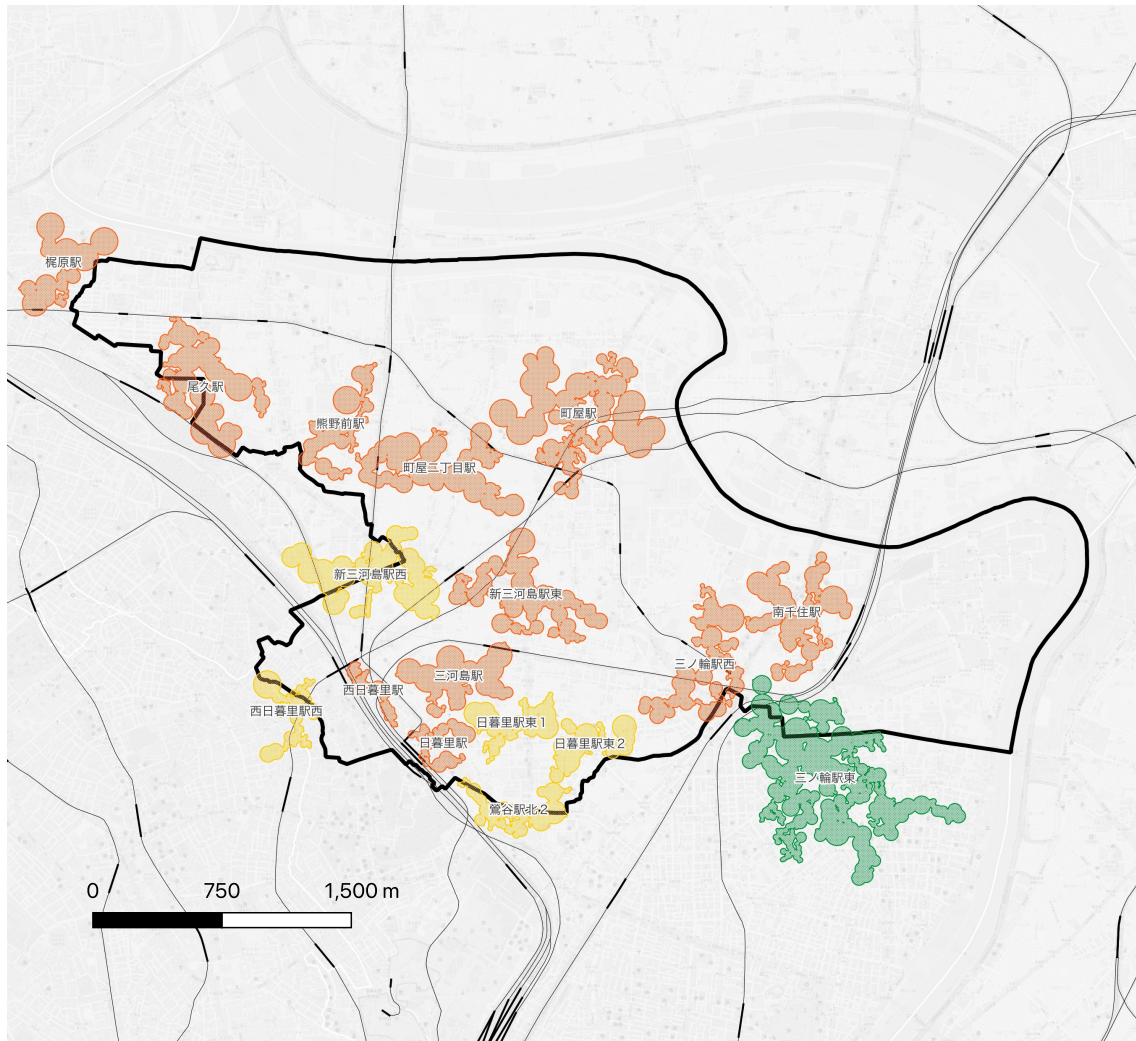 梶原駅
尾久駅
熊野前駅
町屋駅
町屋二丁目駅
新三河島駅西
新三河島駅東
南千住駅
三ノ輪駅西
三河島駅
西日暮里駅
西日暮里駅西
日暮里駅東1
日暮里駅
日暮里駅東2
三ノ輪駅東
鶯谷駅北2
0 750 1,500 m